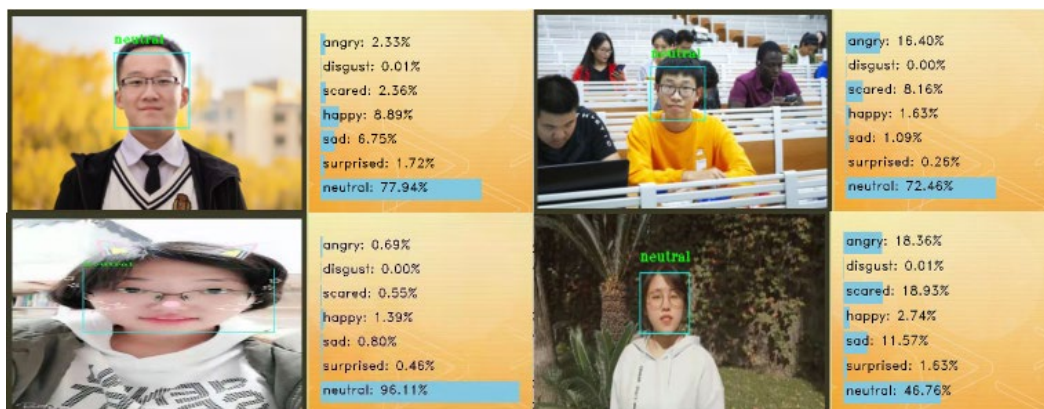 neutral
angry: 2.33%
disgust: 0.01%
scared: 2.36%
happy: 8.89%
sad: 6.75%
surprised: 1.72%
neutral: 77.94%
neutral
angry: 16.40%
disgust: 0.00%
scared: 8.16%
happy: 1.63%
sad: 1.09%
surprised: 0.26%
neutral: 72.46%
neutral
angry: 0.69%
disgust: 0.00%
scared: 0.55%
happy: 1.39%
sad: 0.80%
surprised: 0.46%
neutral: 96.11%
neutral
angry: 18.36%
disgust: 0.01%
scared: 18.93%
happy: 2.74%
sad: 11.57%
surprised: 1.63%
neutral: 46.76%